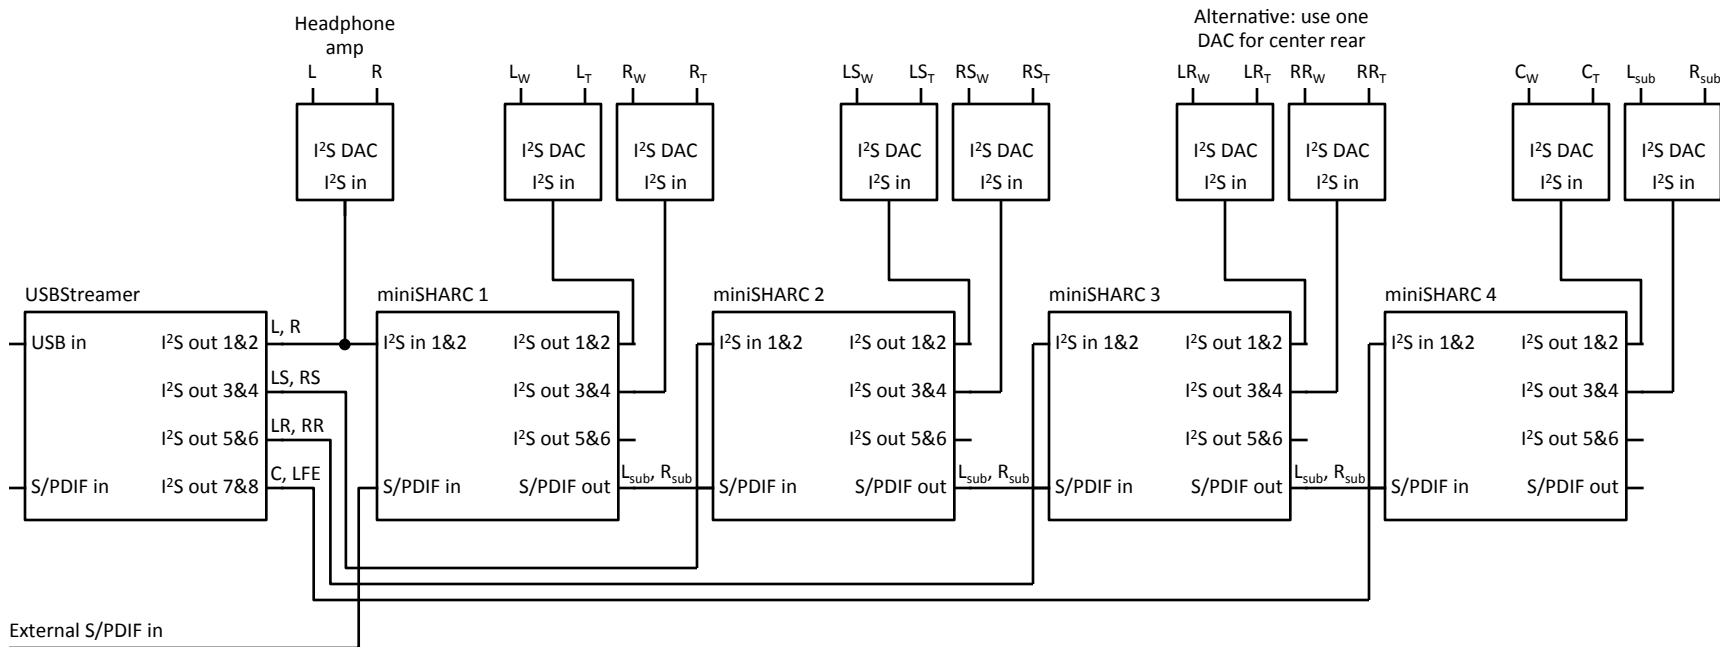 Headphone
amp
Alternative: use one
DAC for center rear
L R L_W L_T R_W R_T LS_W LS_T RS_W RS_T LR_W LR_T RR_W RR_T C_W C_T L_sub R_sub
I²S DAC I²S DAC I²S DAC I²S DAC I²S DAC I²S DAC I²S DAC I²S DAC I²S DAC
I²S in I²S in I²S in I²S in I²S in I²S in I²S in I²S in I²S in
USBStreamer
USB in I²S out 1&2
I²S out 3&4
I²S out 5&6
S/PDIF in I²S out 7&8
L, R
LS, RS
LR, RR
C, LFE
miniSHARC 1
I²S in 1&2 I²S out 1&2
I²S out 3&4
I²S out 5&6
S/PDIF in S/PDIF out
L_sub, R_sub
miniSHARC 2
I²S in 1&2 I²S out 1&2
I²S out 3&4
I²S out 5&6
S/PDIF in S/PDIF out
L_sub, R_sub
miniSHARC 3
I²S in 1&2 I²S out 1&2
I²S out 3&4
I²S out 5&6
S/PDIF in S/PDIF out
L_sub, R_sub
miniSHARC 4
I²S in 1&2 I²S out 1&2
I²S out 3&4
I²S out 5&6
S/PDIF in S/PDIF out
External S/PDIF in